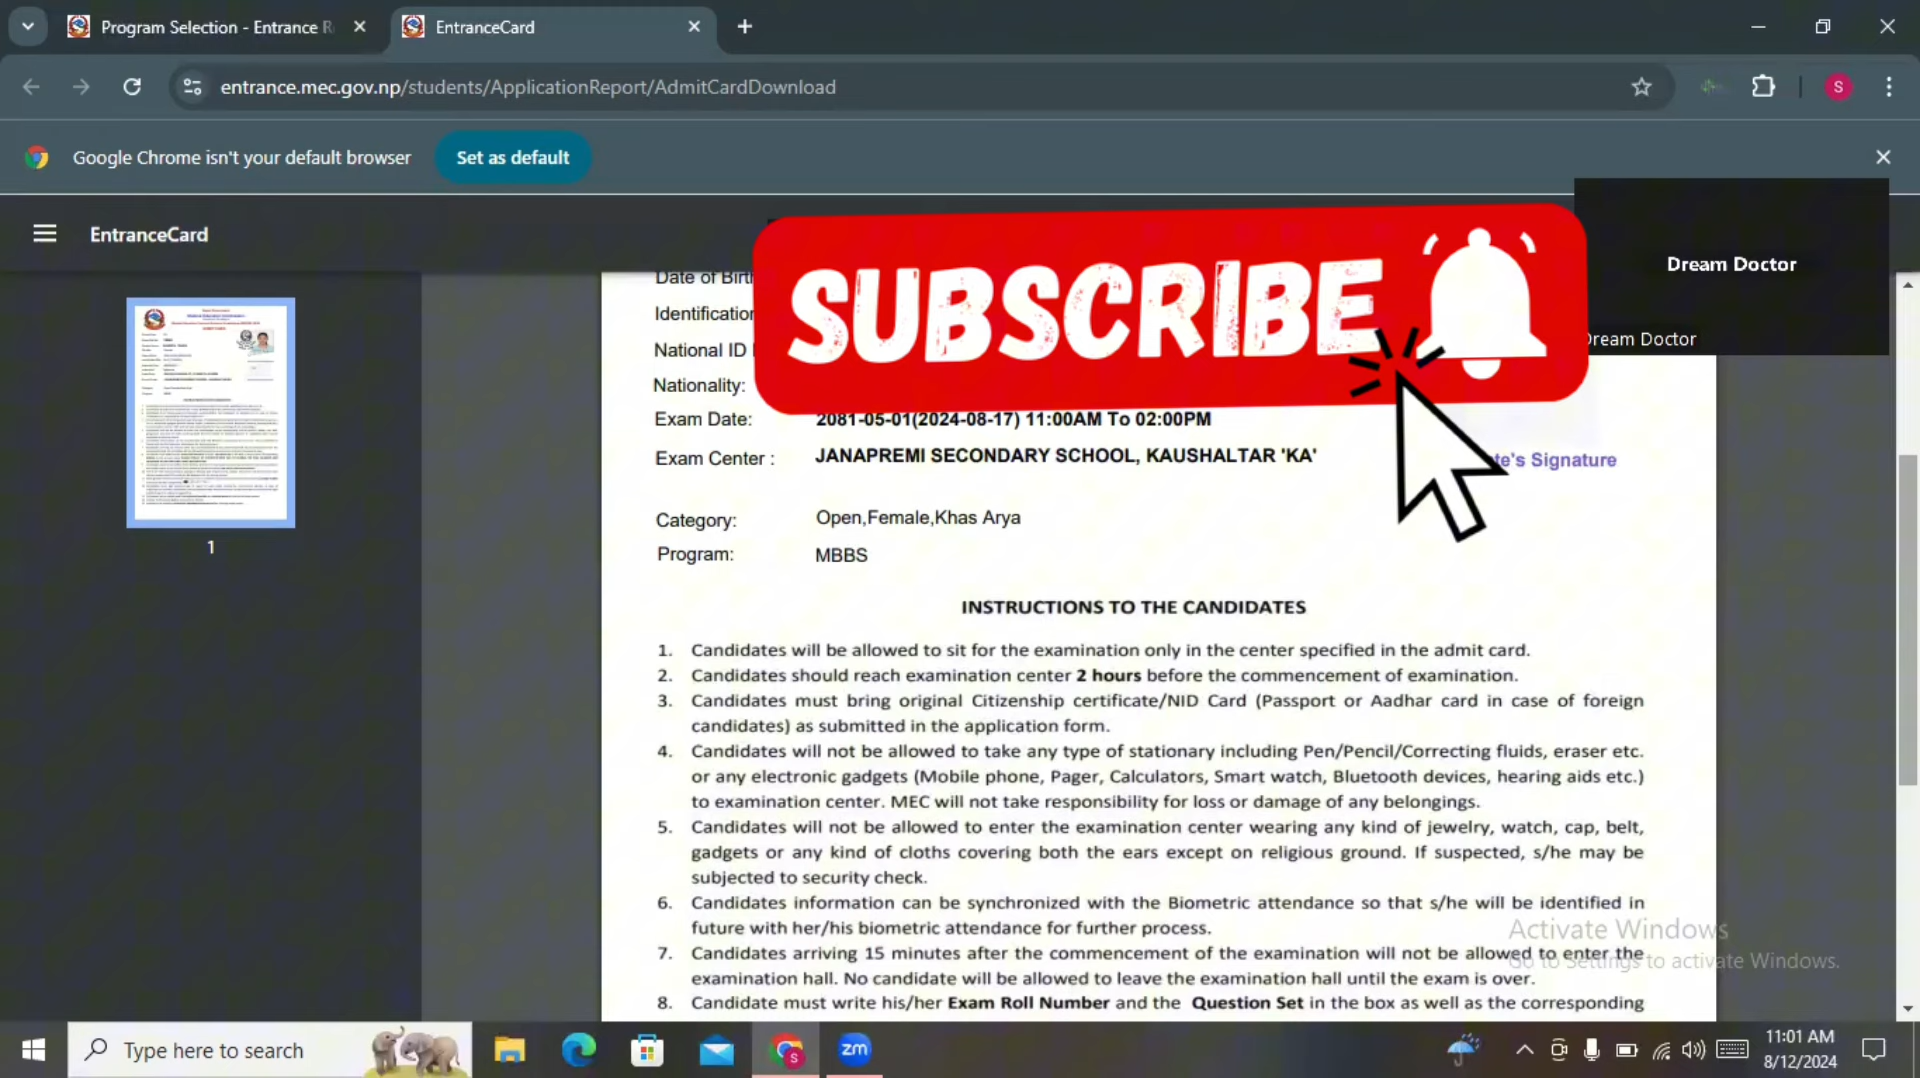 Program Selection - Entrance R
EntranceCard
entrance.mec.gov.np/students/ApplicationReport/AdmitCardDownload
S
Google Chrome isn't your default browser
Set as default
EntranceCard
Dream Doctor
Dream Doctor
SUBSCRIBE
Date of Birt
Identification
National ID
Nationality:
Exam Date: 2081-05-01(2024-08-17) 11:00AM To 02:00PM
Exam Center : JANAPREMI SECONDARY SCHOOL, KAUSHALTAR 'KA'
te's Signature
Category: Open,Female,Khas Arya
Program: MBBS
1
INSTRUCTIONS TO THE CANDIDATES
1. Candidates will be allowed to sit for the examination only in the center specified in the admit card.
2. Candidates should reach examination center 2 hours before the commencement of examination.
3. Candidates must bring original Citizenship certificate/NID Card (Passport or Aadhar card in case of foreign
candidates) as submitted in the application form.
4. Candidates will not be allowed to take any type of stationary including Pen/Pencil/Correcting fluids, eraser etc.
or any electronic gadgets (Mobile phone, Pager, Calculators, Smart watch, Bluetooth devices, hearing aids etc.)
to examination center. MEC will not take responsibility for loss or damage of any belongings.
5. Candidates will not be allowed to enter the examination center wearing any kind of jewelry, watch, cap, belt,
gadgets or any kind of cloths covering both the ears except on religious ground. If suspected, s/he may be
subjected to security check.
6. Candidates information can be synchronized with the Biometric attendance so that s/he will be identified in
future with her/his biometric attendance for further process.
7. Candidates arriving 15 minutes after the commencement of the examination will not be allowed to enter the
examination hall. No candidate will be allowed to leave the examination hall until the exam is over.
8. Candidate must write his/her Exam Roll Number and the Question Set in the box as well as the corresponding
Activate Windows
Go to Settings to activate Windows.
Type here to search
S
zm
11:01 AM
8/12/2024